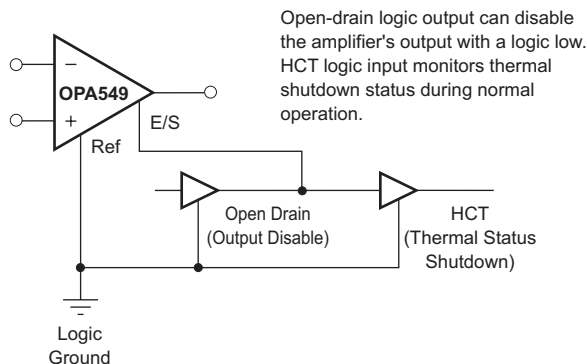 Open-drain logic output can disable
the amplifier's output with a logic low.
HCT logic input monitors thermal
shutdown status during normal
operation.
–
OPA549
+
E/S
Ref
Open Drain
(Output Disable)
HCT
(Thermal Status
Shutdown)
Logic
Ground